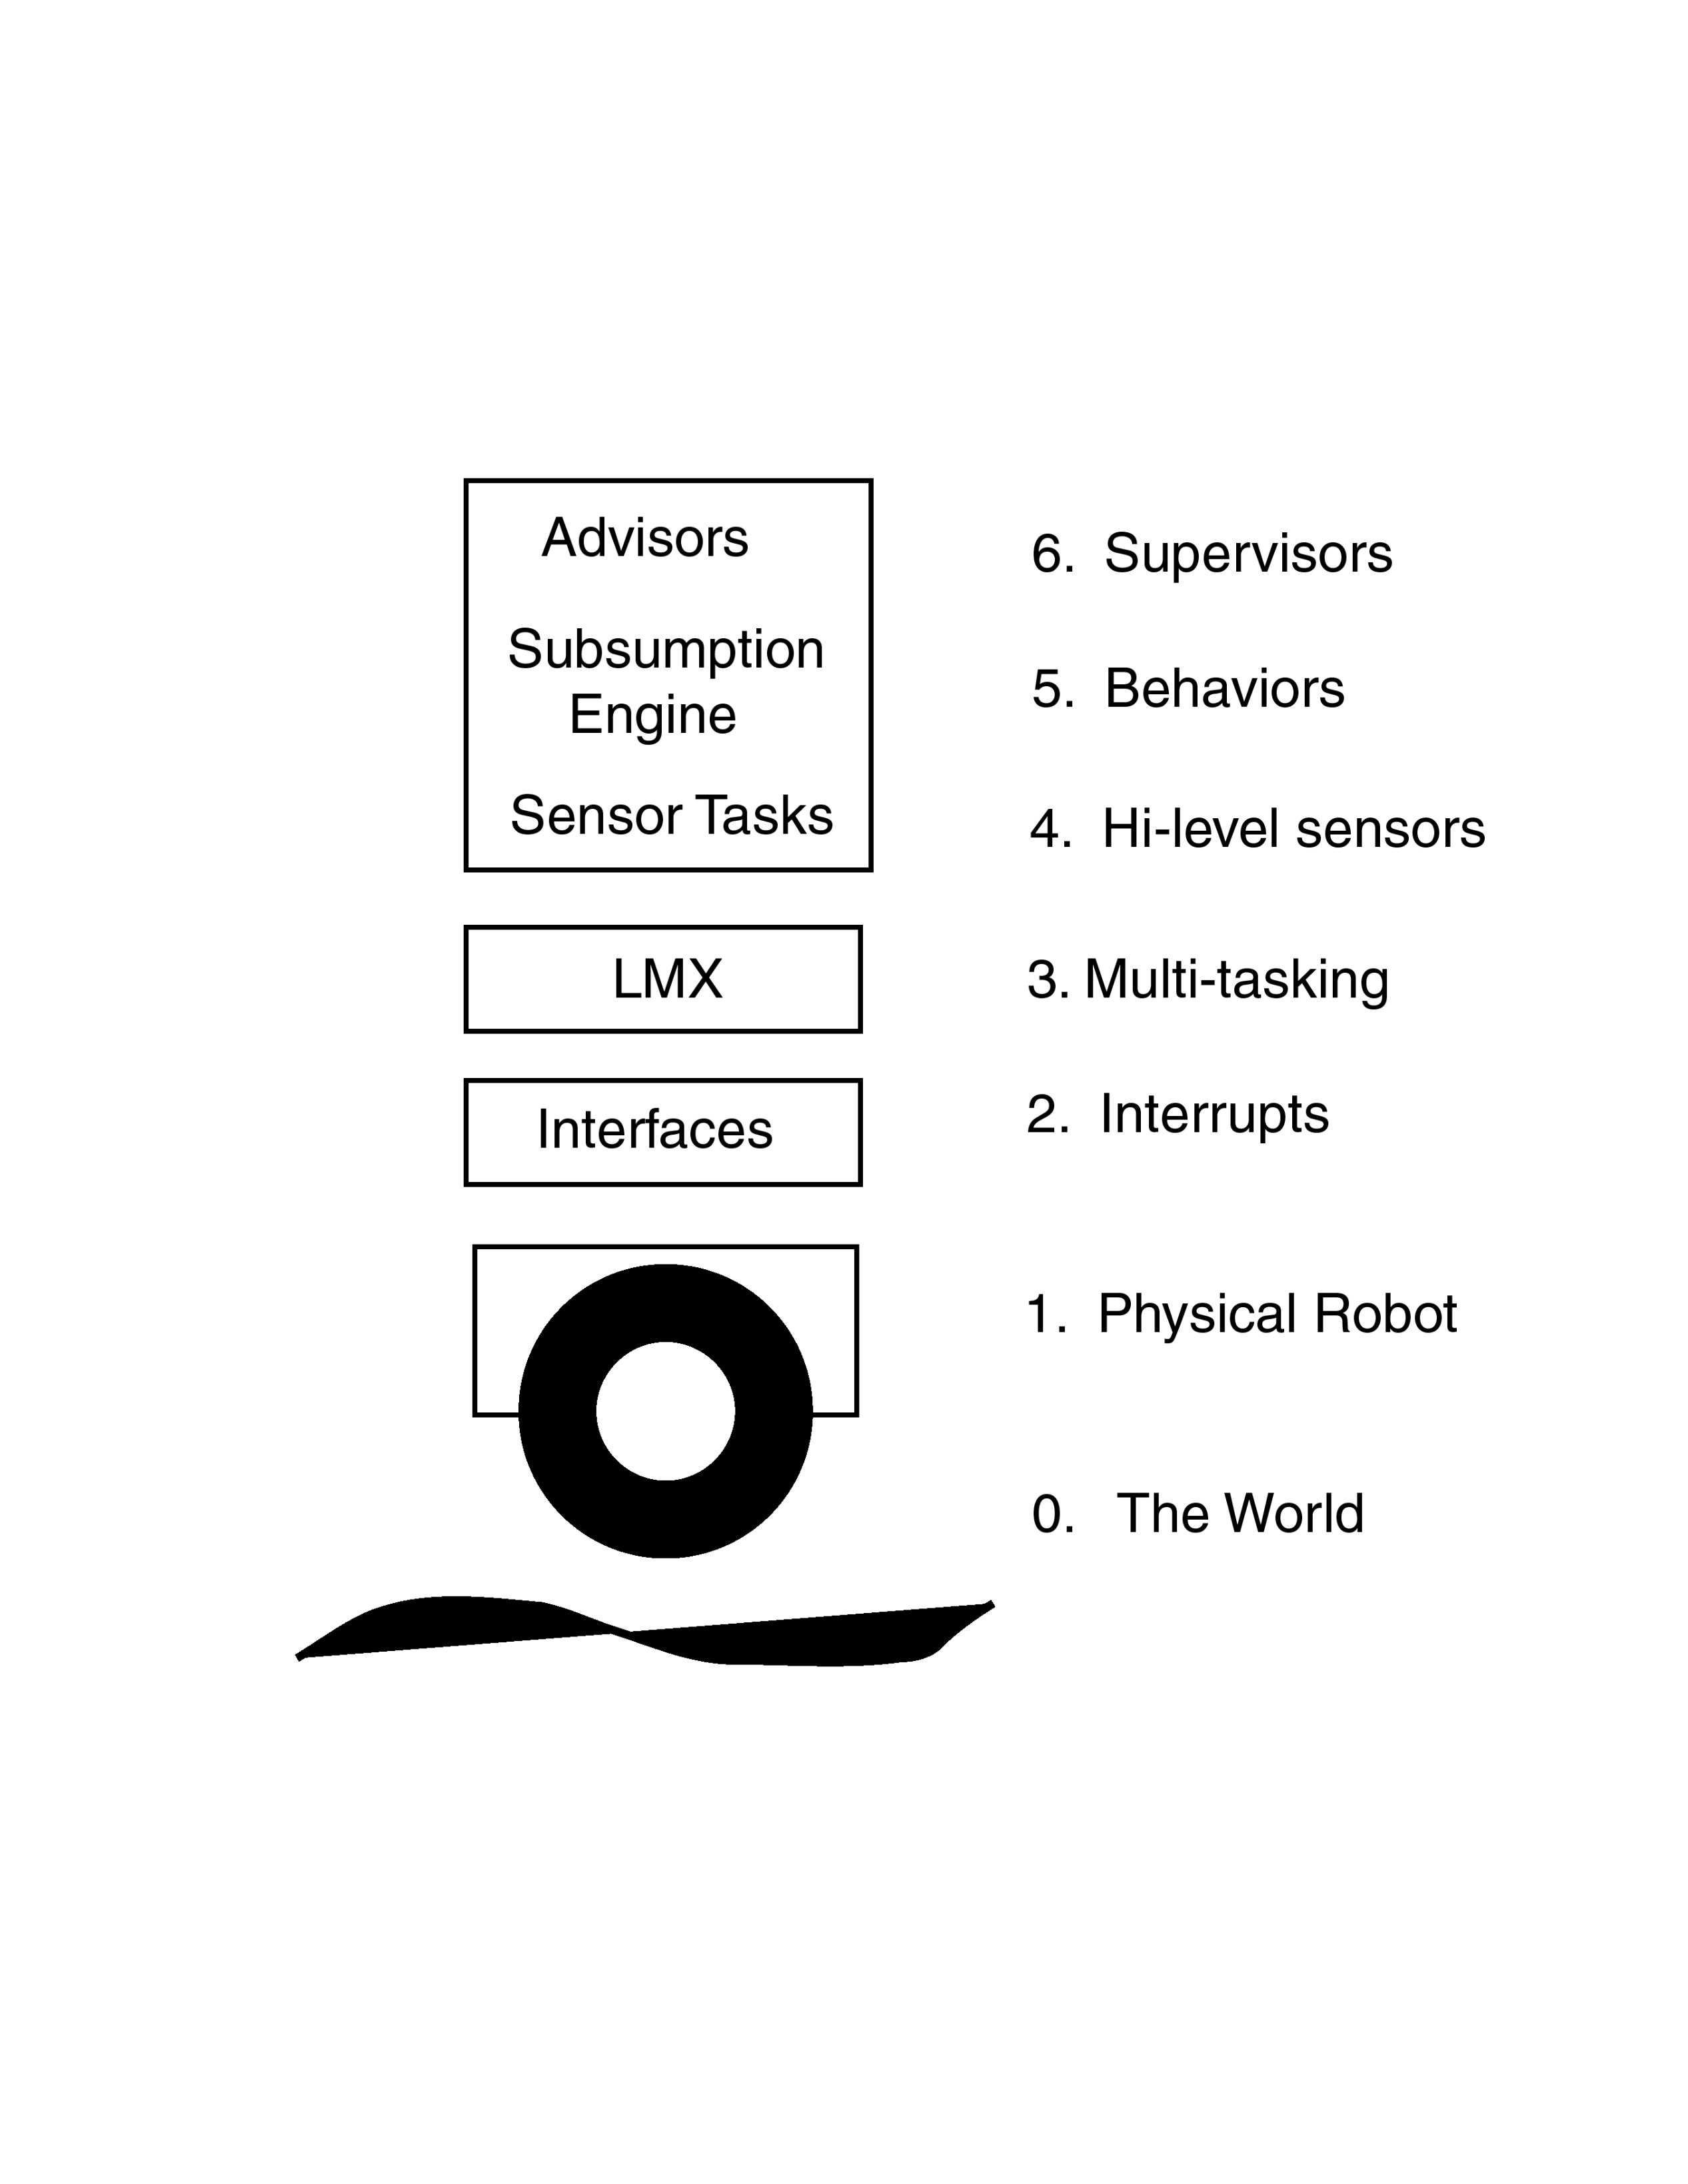 Advisors
6. Supervisors
Subsumption
Engine
5. Behaviors
Sensor Tasks
4. Hi-level sensors
LMX
3. Multi-tasking
Interfaces
2. Interrupts
1. Physical Robot
0. The World